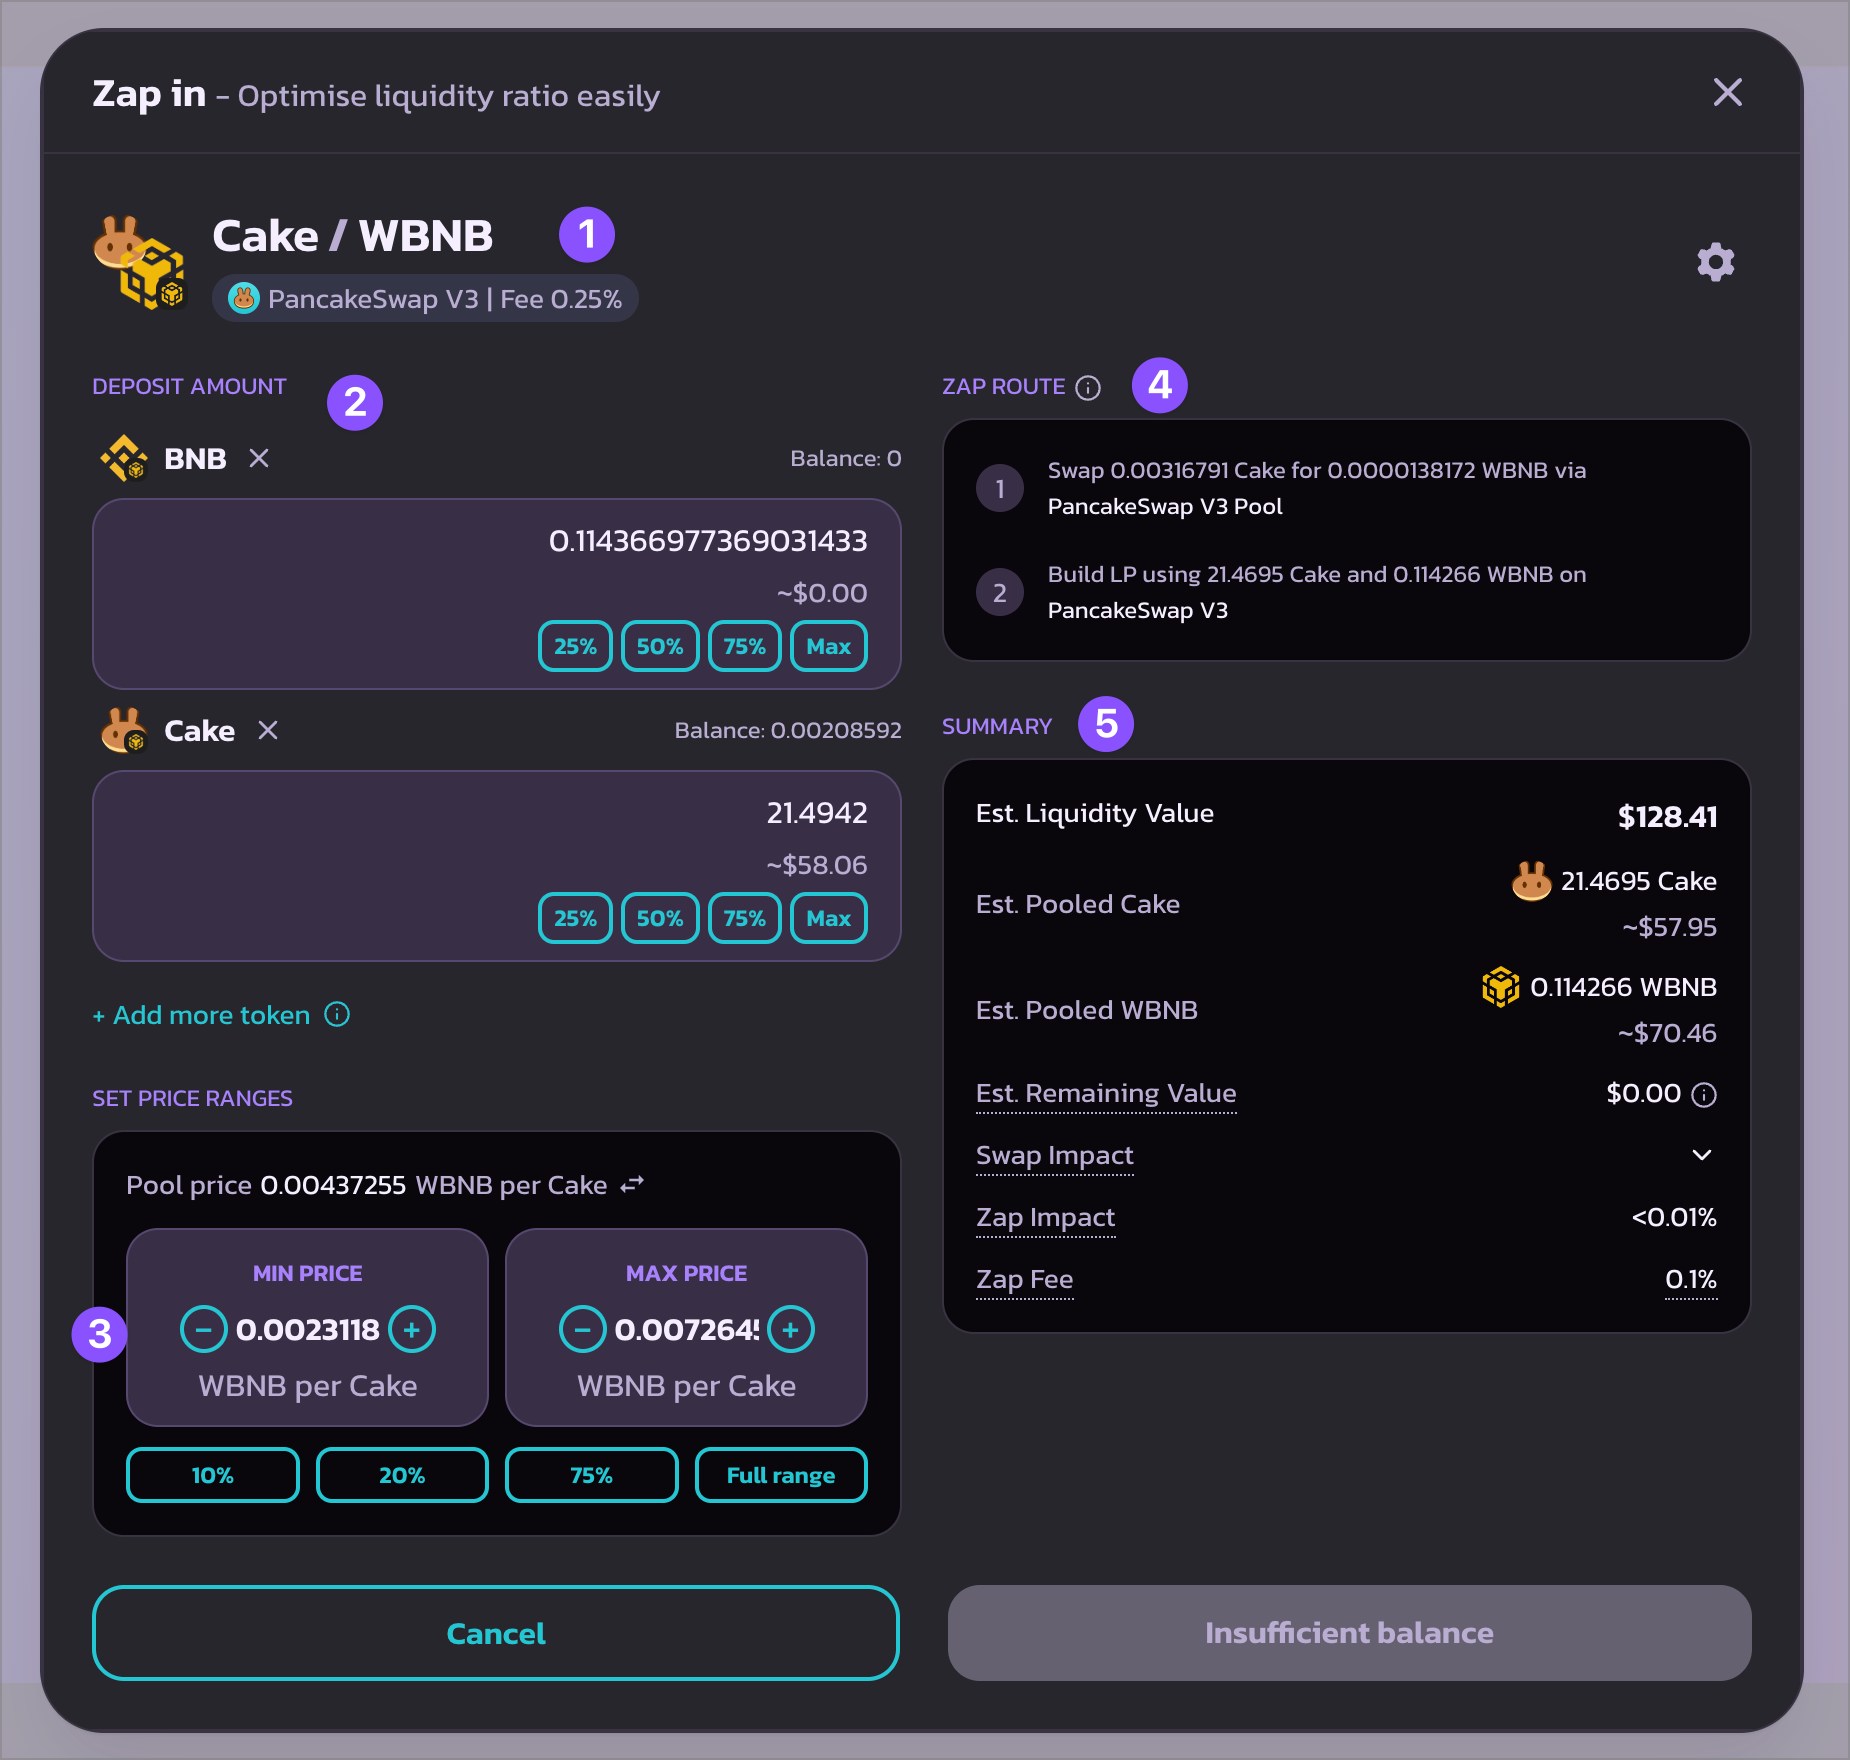 Zap in - Optimise liquidity ratio easily
Cake / WBNB
1
PancakeSwap V3 | Fee 0.25%
DEPOSIT AMOUNT
2
BNB
Balance: 0
0.114366977369031433
~$0.00
25% 50% 75% Max
Cake
Balance: 0.00208592
21.4942
~$58.06
25% 50% 75% Max
+ Add more token
SET PRICE RANGES
Pool price 0.00437255 WBNB per Cake
3
MIN PRICE
- 0.0023118 +
WBNB per Cake
MAX PRICE
- 0.0072645 +
WBNB per Cake
10% 20% 75% Full range
ZAP ROUTE
4
1
Swap 0.00316791 Cake for 0.0000138172 WBNB via
PancakeSwap V3 Pool
2
Build LP using 21.4695 Cake and 0.114266 WBNB on
PancakeSwap V3
SUMMARY
5
Est. Liquidity Value $128.41
Est. Pooled Cake 21.4695 Cake
~$57.95
Est. Pooled WBNB 0.114266 WBNB
~$70.46
Est. Remaining Value $0.00
Swap Impact
Zap Impact <0.01%
Zap Fee 0.1%
Cancel
Insufficient balance